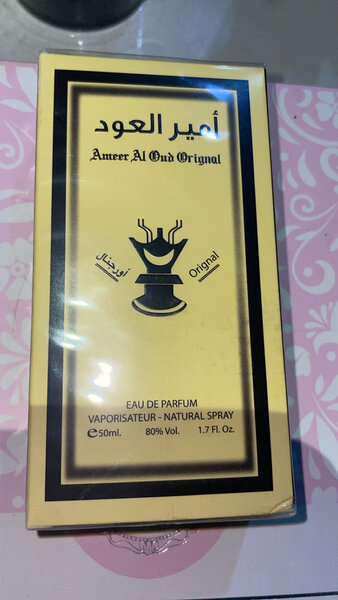 أمير العود
Ameer Al Oud Orignal
أورجنال
Orignal
EAU DE PARFUM
VAPORISATEUR - NATURAL SPRAY
℮50ml. 80% Vol. 1.7 Fl. Oz.